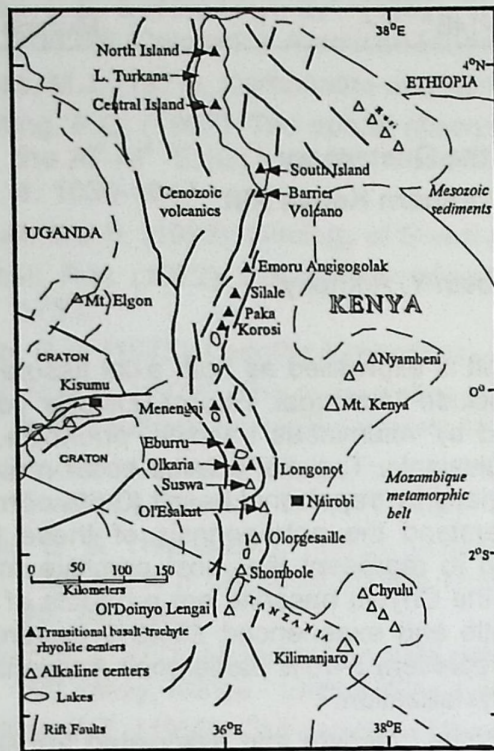 38°E
4°N
North Island
ETHIOPIA
L. Turkana
Central Island
South Island
Cenozoic
volcanics
Barrier
Volcano
Mesozoic
sediments
UGANDA
Emuru Angigogolak
Mt. Elgon
Silale
KENYA
Paka
Korosi
CRATON
Nyambeni
Kisumu
0°
Menengai
Mt. Kenya
Eburru
CRATON
Olkaria
Longonot
Mozambique
metamorphic
belt
Suswa
Nairobi
Ol'Esakut
Olorgesaille
2°S
0 50 100 150
Kilometers
Shombole
Chyulu
Ol'Doinyo Lengai
TANZANIA
Transitional basalt-trachyte
rhyolite centers
Kilimanjaro
Alkaline centers
Lakes
Rift Faults
36°E
38°E